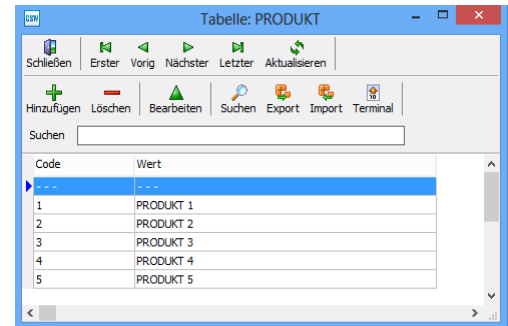 GSW Tabelle: PRODUKT
Schließen Erster Vorig Nächster Letzter Aktualisieren
Hinzufügen Löschen Bearbeiten Suchen Export Import Terminal
Suchen
Code Wert
- - - - - -
1 PRODUKT 1
2 PRODUKT 2
3 PRODUKT 3
4 PRODUKT 4
5 PRODUKT 5